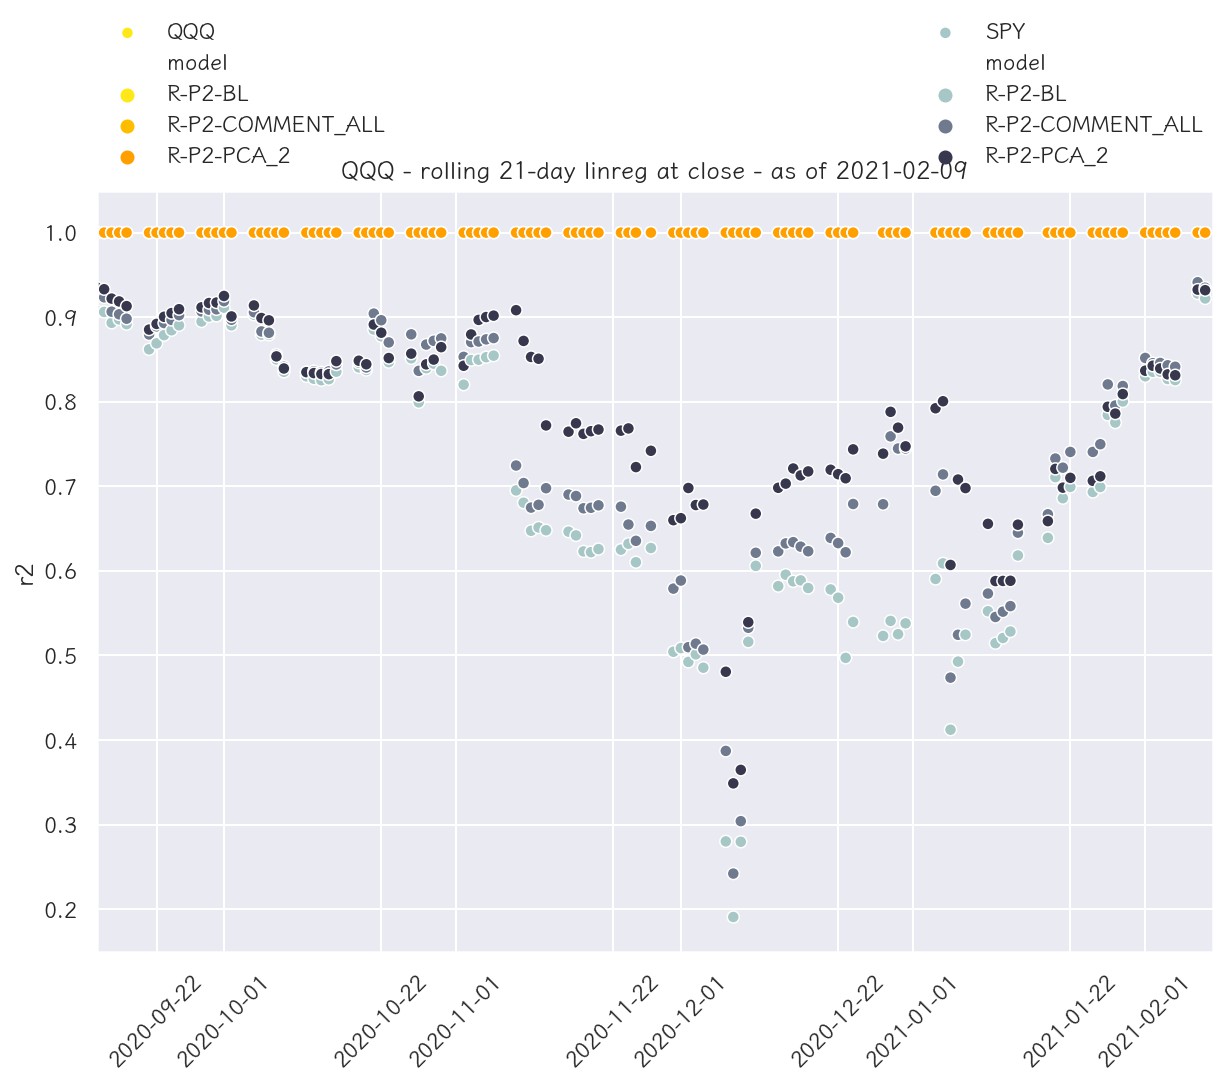 QQQ
model
R-P2-BL
R-P2-COMMENT_ALL
R-P2-PCA_2
SPY
model
R-P2-BL
R-P2-COMMENT_ALL
R-P2-PCA_2
QQQ - rolling 21-day linreg at close - as of 2021-02-09
r2
1.0
0.9
0.8
0.7
0.6
0.5
0.4
0.3
0.2
2020-09-22
2020-10-01
2020-10-22
2020-11-01
2020-11-22
2020-12-01
2020-12-22
2021-01-01
2021-01-22
2021-02-01